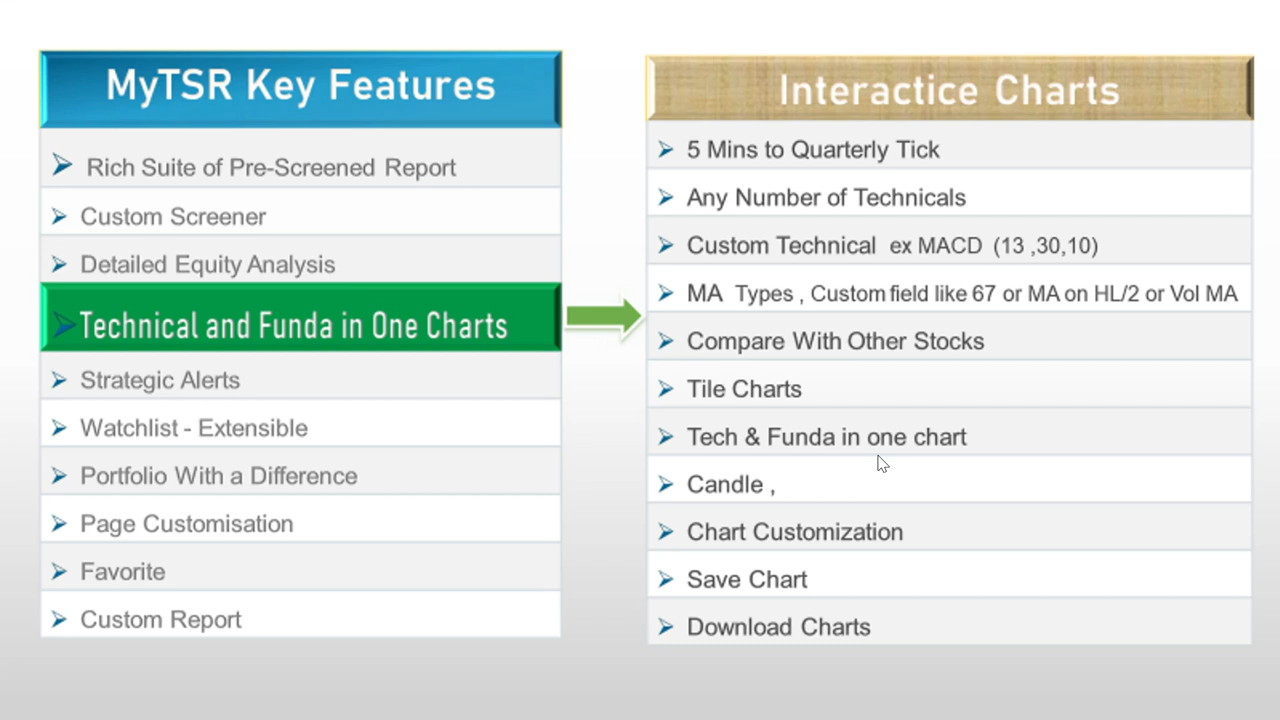 MyTSR Key Features
Rich Suite of Pre-Screened Report
Custom Screener
Detailed Equity Analysis
Technical and Funda in One Charts
Strategic Alerts
Watchlist - Extensible
Portfolio With a Difference
Page Customisation
Favorite
Custom Report
Interactice Charts
5 Mins to Quarterly Tick
Any Number of Technicals
Custom Technical ex MACD (13 ,30,10)
MA Types , Custom field like 67 or MA on HL/2 or Vol MA
Compare With Other Stocks
Tile Charts
Tech & Funda in one chart
Candle ,
Chart Customization
Save Chart
Download Charts